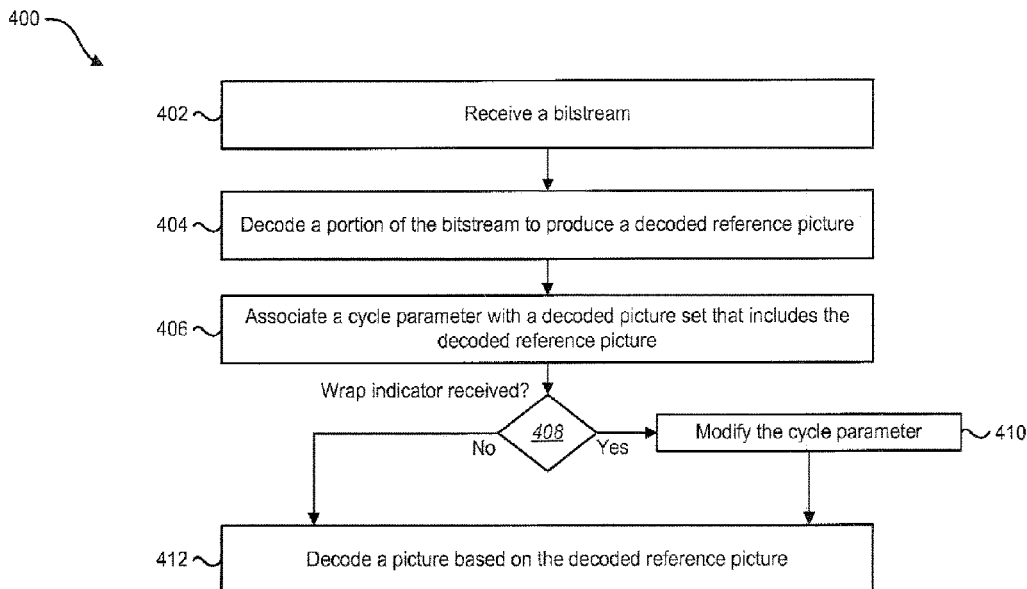 400
402
Receive a bitstream
404
Decode a portion of the bitstream to produce a decoded reference picture
406
Associate a cycle parameter with a decoded picture set that includes the
decoded reference picture
Wrap indicator received?
408
No
Yes
Modify the cycle parameter
410
412
Decode a picture based on the decoded reference picture